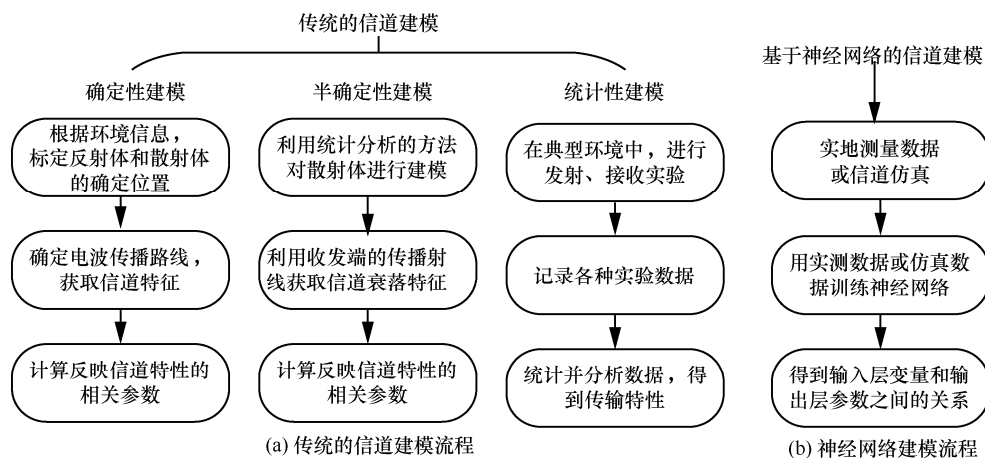 传统的信道建模
确定性建模
根据环境信息，
标定反射体和散射体
的确定位置
确定电波传播路线，
获取信道特征
计算反映信道特性的
相关参数
半确定性建模
利用统计分析的方法
对散射体进行建模
利用收发端的传播射
线获取信道衰落特征
计算反映信道特性的
相关参数
统计性建模
在典型环境中，进行
发射、接收实验
记录各种实验数据
统计并分析数据，得
到传输特性
(a) 传统的信道建模流程
基于神经网络的信道建模
实地测量数据
或信道仿真
用实测数据或仿真数
据训练神经网络
得到输入层变量和输
出层参数之间的关系
(b) 神经网络建模流程